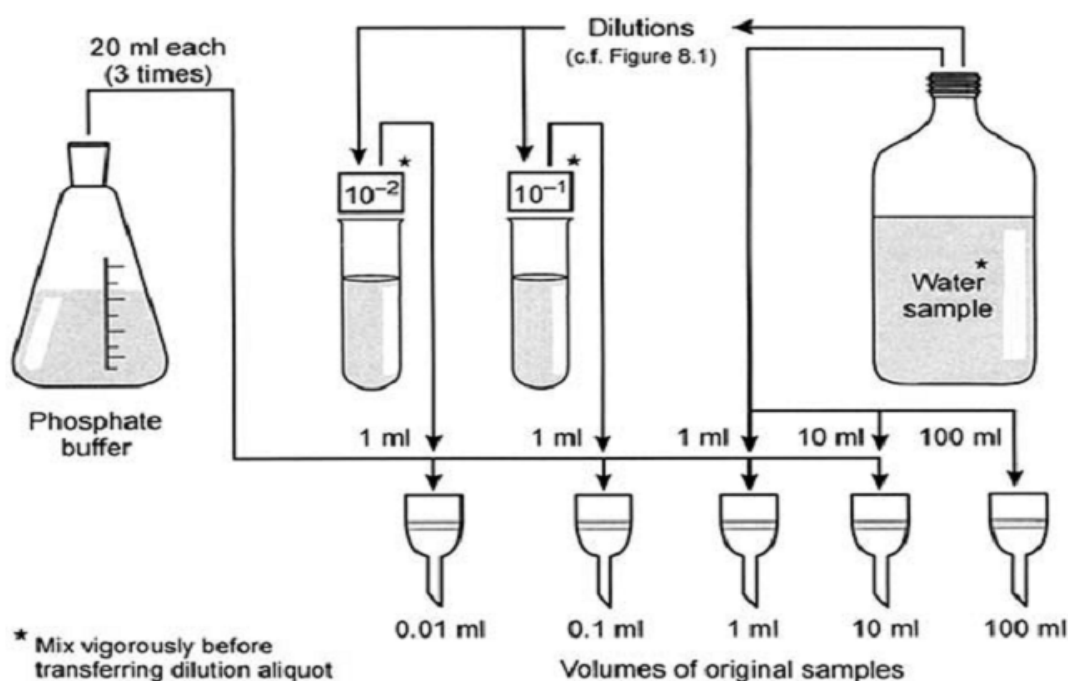 20 ml each
(3 times)
Dilutions
(c.f. Figure 8.1)
★
★
10⁻²
10⁻¹
★
Water
sample
Phosphate
buffer
1 ml
1 ml
1 ml
10 ml
100 ml
0.01 ml
0.1 ml
1 ml
10 ml
100 ml
★ Mix vigorously before
transferring dilution aliquot
Volumes of original samples